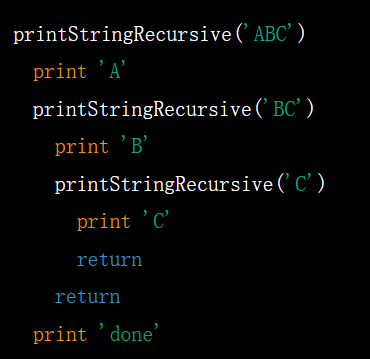 printStringRecursive('ABC')
print 'A'
printStringRecursive('BC')
print 'B'
printStringRecursive('C')
print 'C'
return
return
print 'done'